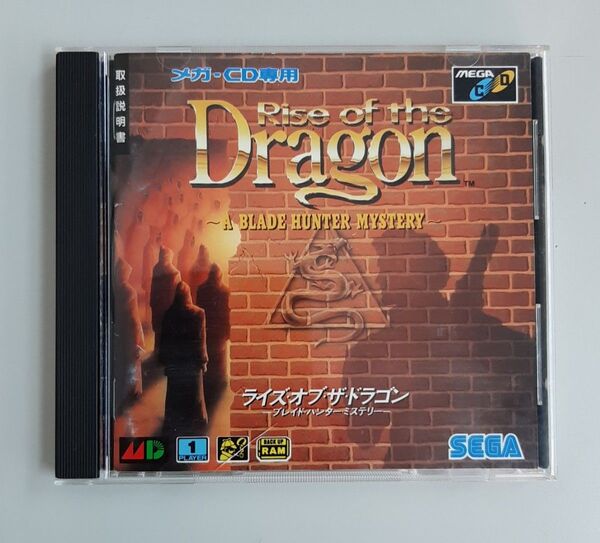 取扱説明書
メガ-CD専用
MEGA
CD
Rise of the
Dragon™
~A BLADE HUNTER MYSTERY~
ライズ・オブ・ザ・ドラゴン
—ブレイド・ハンター・ミステリー—
MD
1
PLAYER
BACK UP
RAM
SEGA